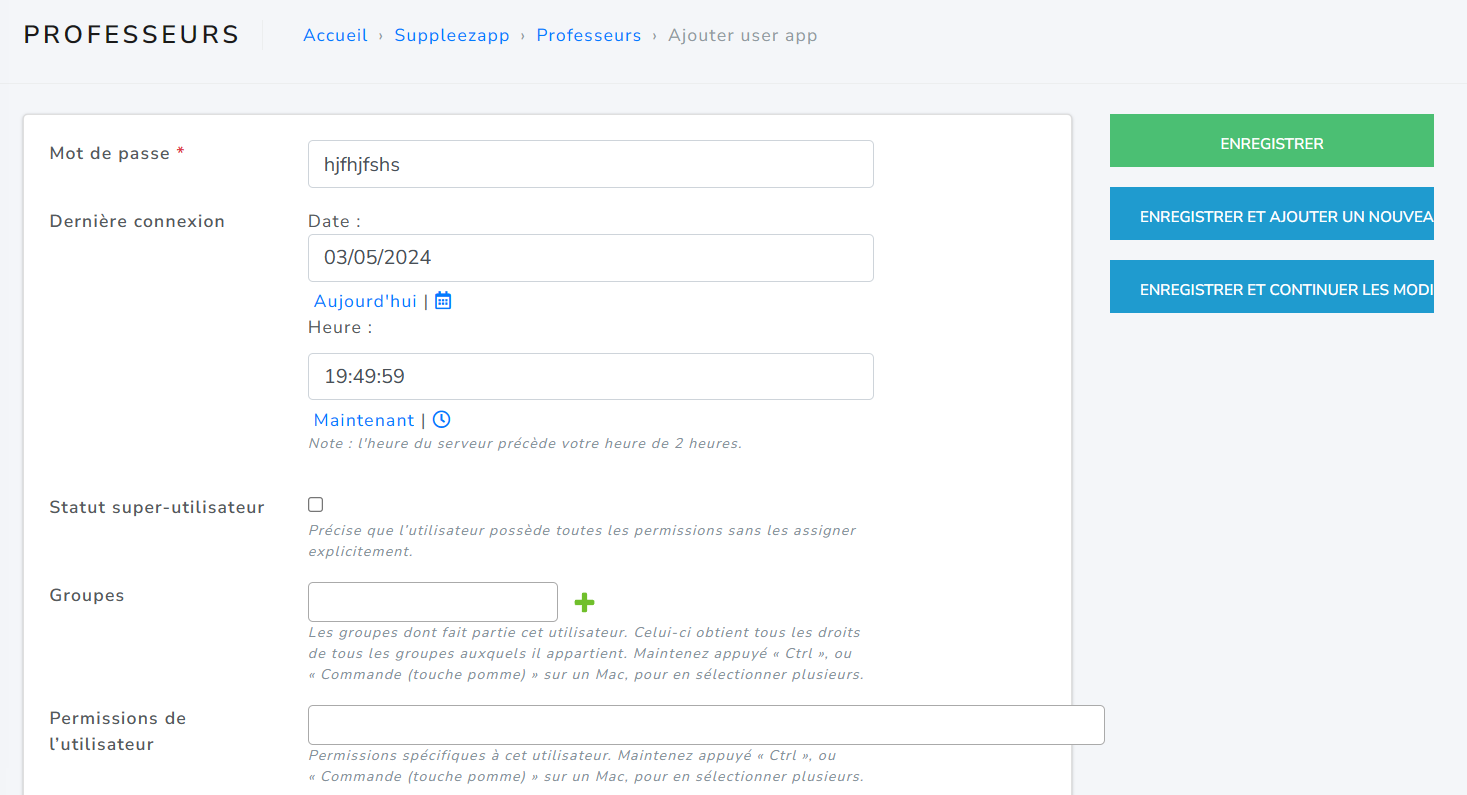 PROFESSEURS
Accueil › Suppleezapp › Professeurs › Ajouter user app
Mot de passe *
hjfhjfshs
ENREGISTRER
ENREGISTRER ET AJOUTER UN NOUVEA
ENREGISTRER ET CONTINUER LES MODI
Dernière connexion
Date :
03/05/2024
Aujourd'hui |
Heure :
19:49:59
Maintenant |
Note : l'heure du serveur précède votre heure de 2 heures.
Statut super-utilisateur
Précise que l’utilisateur possède toutes les permissions sans les assigner
explicitement.
Groupes
Les groupes dont fait partie cet utilisateur. Celui-ci obtient tous les droits
de tous les groupes auxquels il appartient. Maintenez appuyé « Ctrl », ou
« Commande (touche pomme) » sur un Mac, pour en sélectionner plusieurs.
Permissions de
l’utilisateur
Permissions spécifiques à cet utilisateur. Maintenez appuyé « Ctrl », ou
« Commande (touche pomme) » sur un Mac, pour en sélectionner plusieurs.